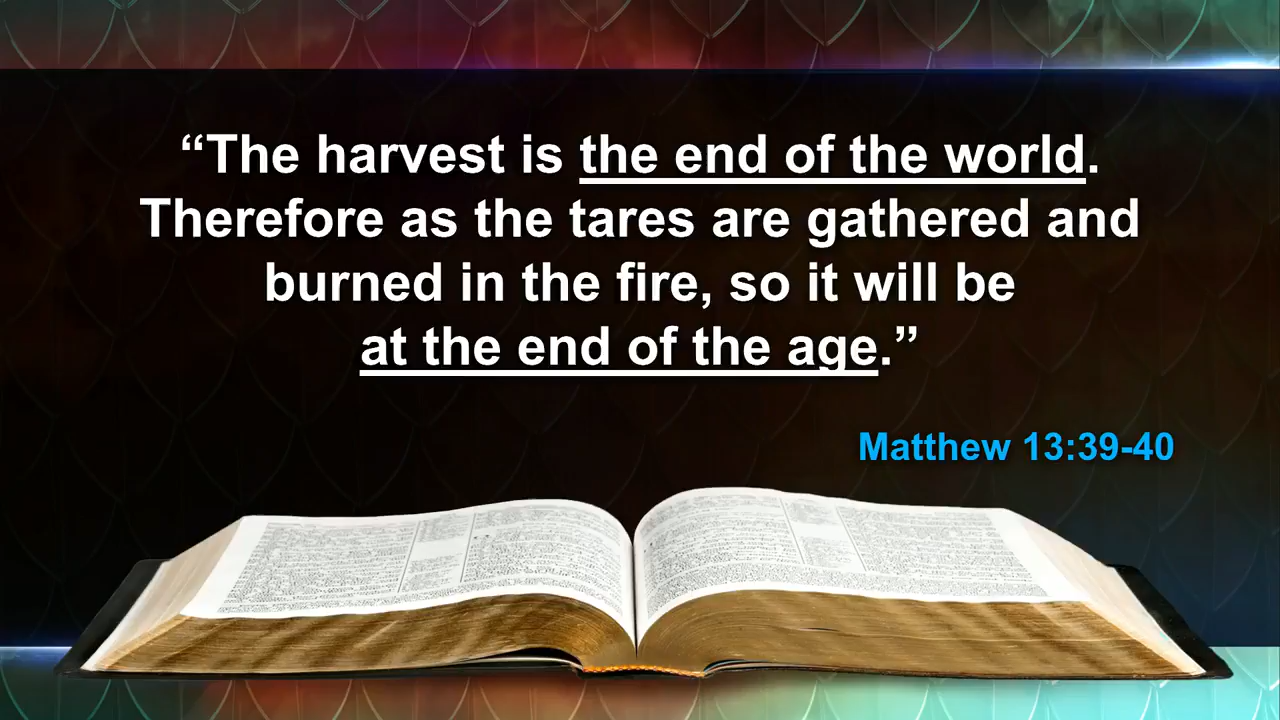 “The harvest is the end of the world.
Therefore as the tares are gathered and
burned in the fire, so it will be
at the end of the age.”
Matthew 13:39-40